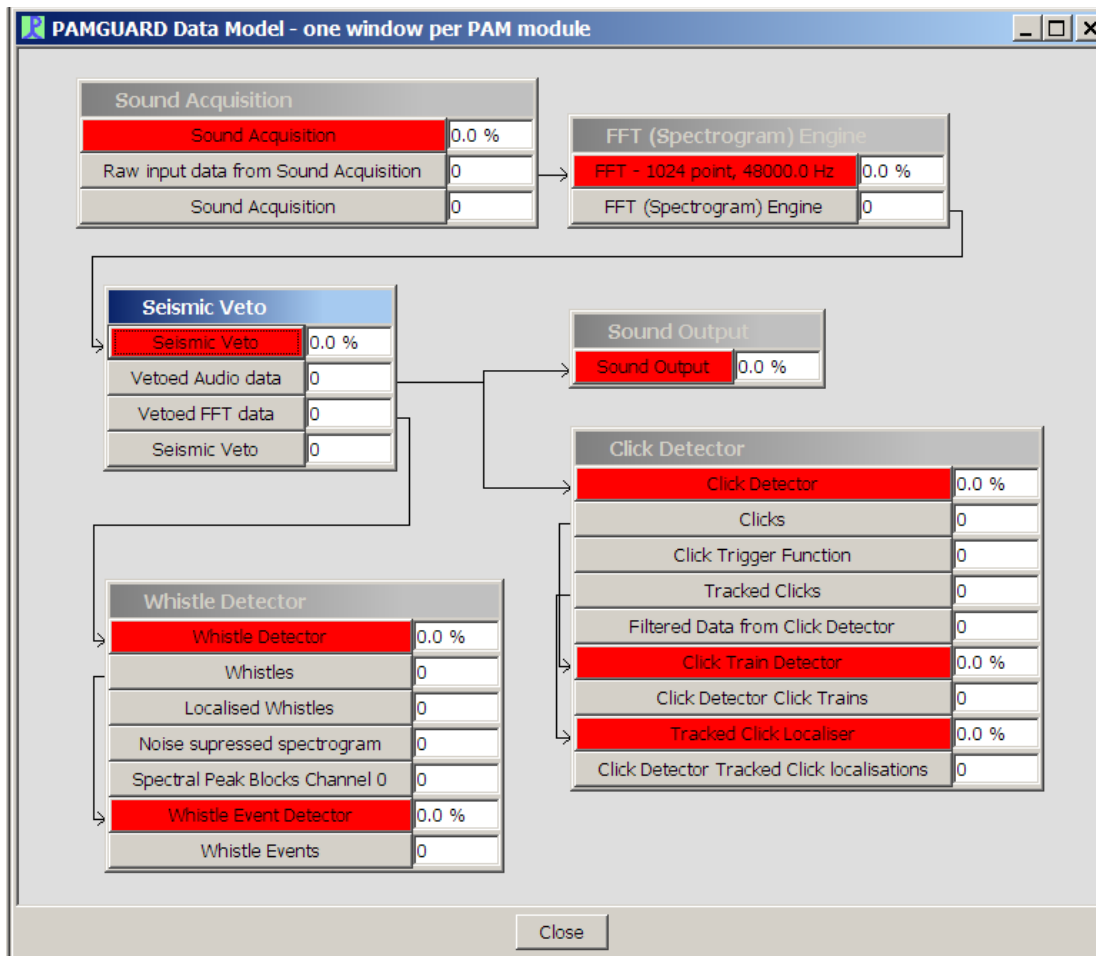 PAMGUARD Data Model - one window per PAM module
Sound Acquisition
Sound Acquisition 0.0 %
Raw input data from Sound Acquisition 0
Sound Acquisition 0
FFT (Spectrogram) Engine
FFT - 1024 point, 48000.0 Hz 0.0 %
FFT (Spectrogram) Engine 0
Seismic Veto
Seismic Veto 0.0 %
Vetoed Audio data 0
Vetoed FFT data 0
Seismic Veto 0
Sound Output
Sound Output 0.0 %
Click Detector
Click Detector 0.0 %
Clicks 0
Click Trigger Function 0
Tracked Clicks 0
Filtered Data from Click Detector 0
Click Train Detector 0.0 %
Click Detector Click Trains 0
Tracked Click Localiser 0.0 %
Click Detector Tracked Click localisations 0
Whistle Detector
Whistle Detector 0.0 %
Whistles 0
Localised Whistles 0
Noise supressed spectrogram 0
Spectral Peak Blocks Channel 0 0
Whistle Event Detector 0.0 %
Whistle Events 0
Close